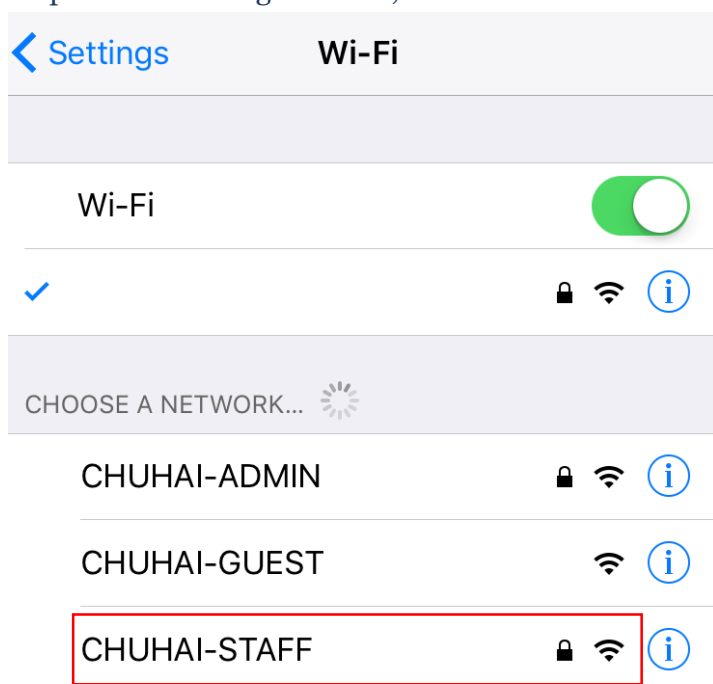 Settings Wi-Fi
Wi-Fi
CHOOSE A NETWORK...
CHUHAI-ADMIN
CHUHAI-GUEST
CHUHAI-STAFF